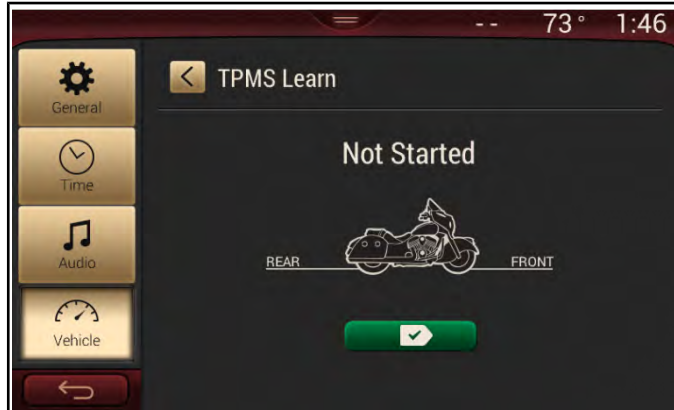 -- 73° 1:46
General
TPMS Learn
Time
Not Started
Audio
REAR
FRONT
Vehicle